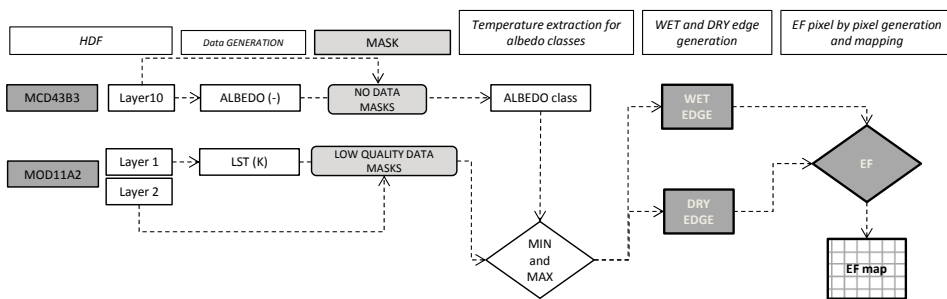 HDF
Data GENERATION
MASK
Temperature extraction for
albedo classes
WET and DRY edge
generation
EF pixel by pixel generation
and mapping
MCD43B3
Layer10
ALBEDO (-)
NO DATA
MASKS
ALBEDO class
WET
EDGE
MOD11A2
Layer 1
LST (K)
LOW QUALITY DATA
MASKS
Layer 2
EF
DRY
EDGE
MIN
and
MAX
EF map